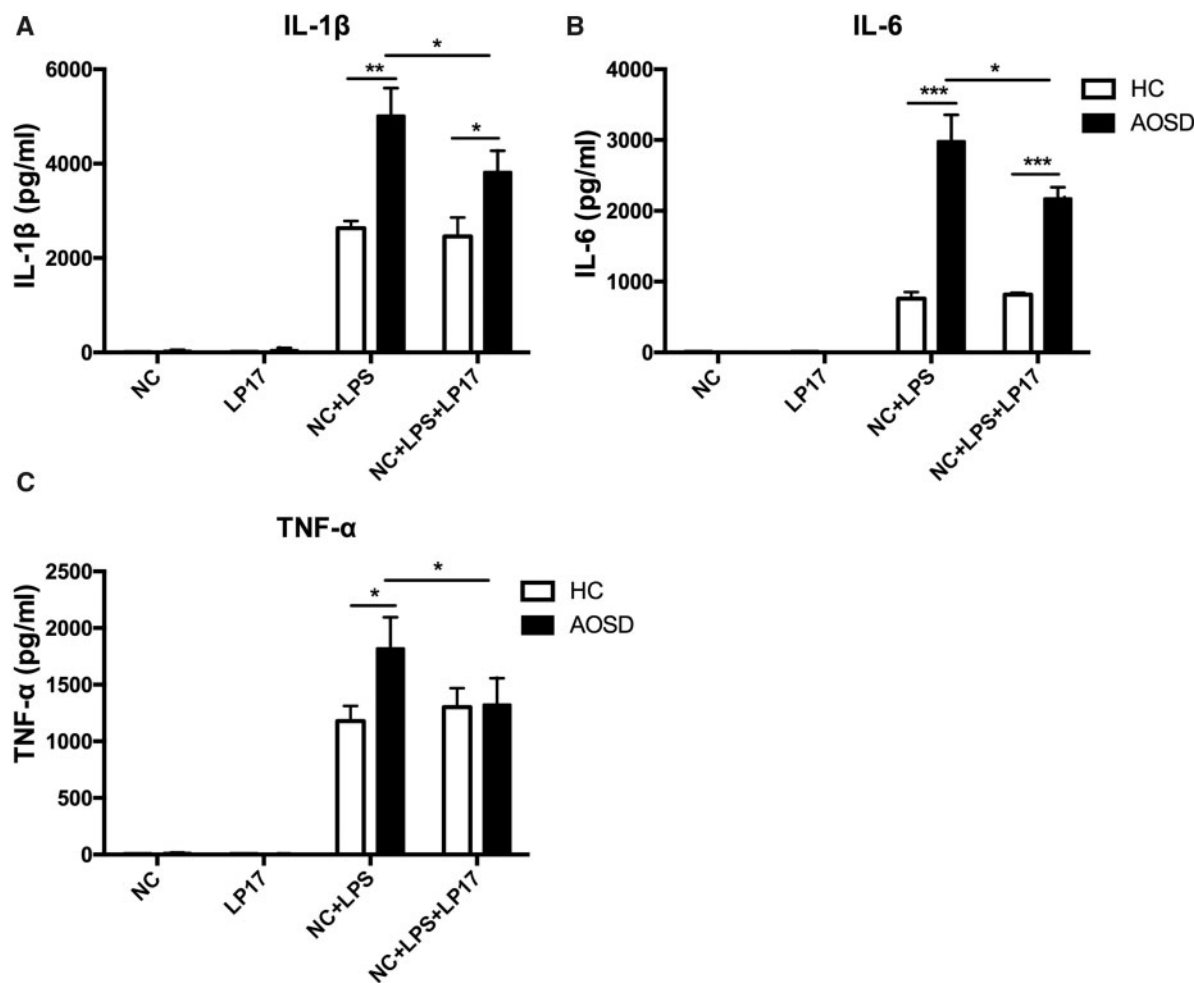 A
IL-1β
IL-1β (pg/ml)
6000
4000
2000
0
**
*
*
NC
LP17
NC+LPS
NC+LPS+LP17
B
IL-6
IL-6 (pg/ml)
4000
3000
2000
1000
0
***
*
***
NC
LP17
NC+LPS
NC+LPS+LP17
HC
AOSD
C
TNF-α
TNF-α (pg/ml)
2500
2000
1500
1000
500
0
*
*
NC
LP17
NC+LPS
NC+LPS+LP17
HC
AOSD